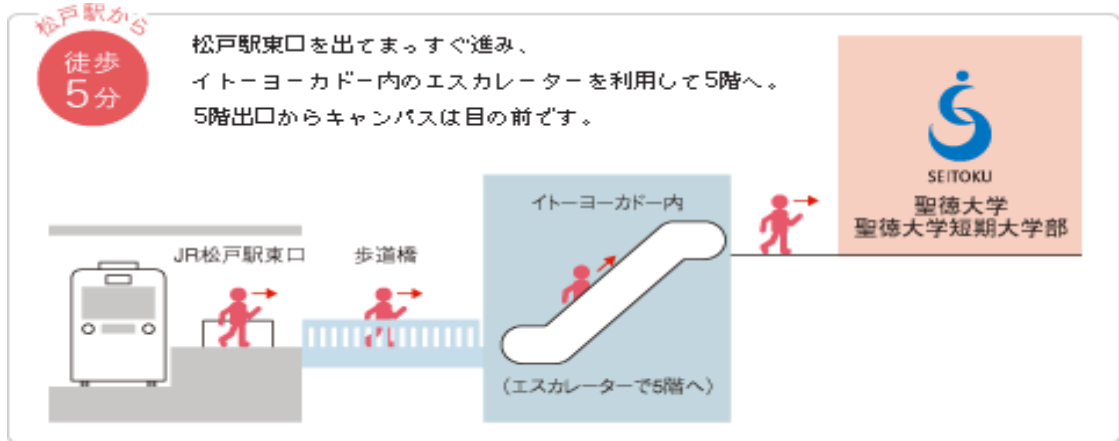 松戸駅から
徒歩
5分
松戸駅東口を出てまっすぐ進み、
イトーヨーカドー内のエスカレーターを利用して5階へ。
5階出口からキャンパスは目の前です。
SEITOKU
聖徳大学
聖徳大学短期大学部
イトーヨーカドー内
JR松戸駅東口
歩道橋
(エスカレーターで5階へ)